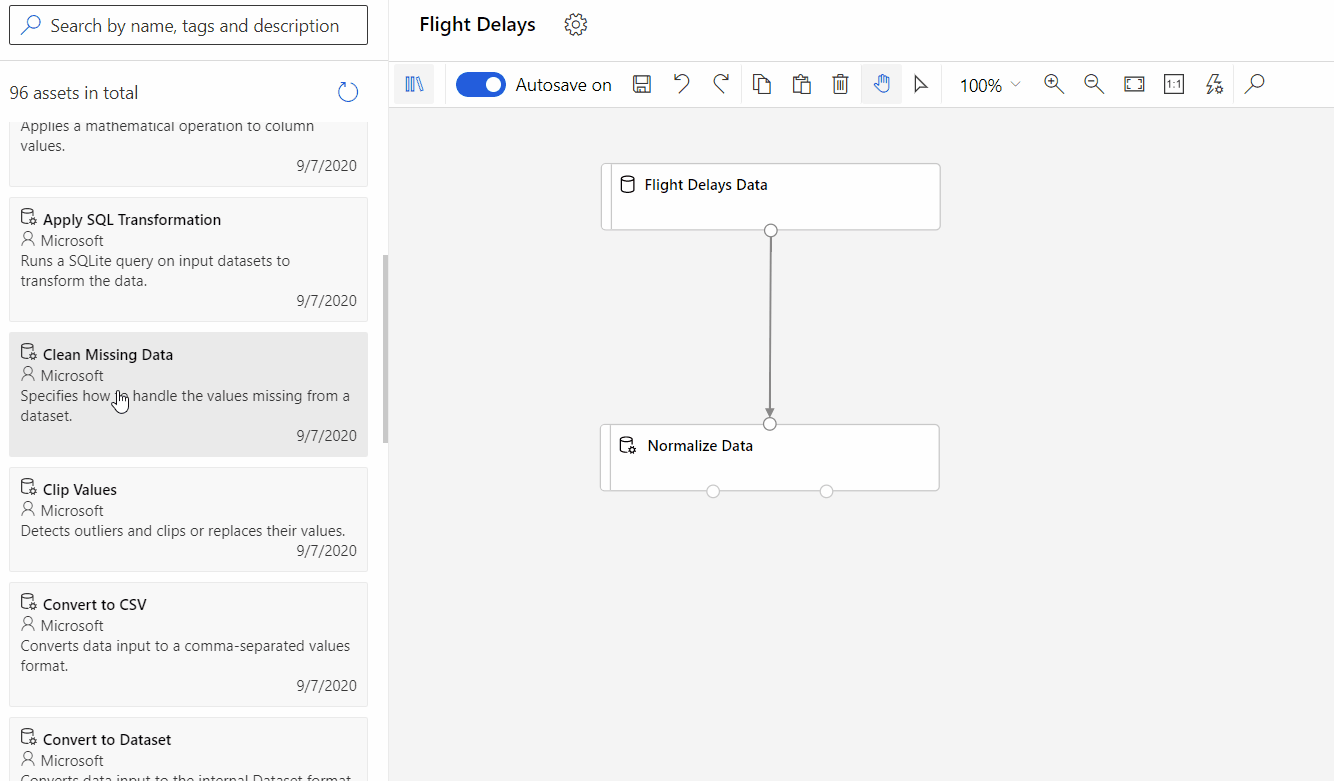 Search by name, tags and description
96 assets in total
Applies a mathematical operation to column
values.
9/7/2020
Apply SQL Transformation
Microsoft
Runs a SQLite query on input datasets to
transform the data.
9/7/2020
Clean Missing Data
Microsoft
Specifies how to handle the values missing from a
dataset.
9/7/2020
Clip Values
Microsoft
Detects outliers and clips or replaces their values.
9/7/2020
Convert to CSV
Microsoft
Converts data input to a comma-separated values
format.
9/7/2020
Convert to Dataset
Microsoft
Converts data input to the internal Dataset format
Flight Delays
Autosave on
100%
1:1
Flight Delays Data
Normalize Data